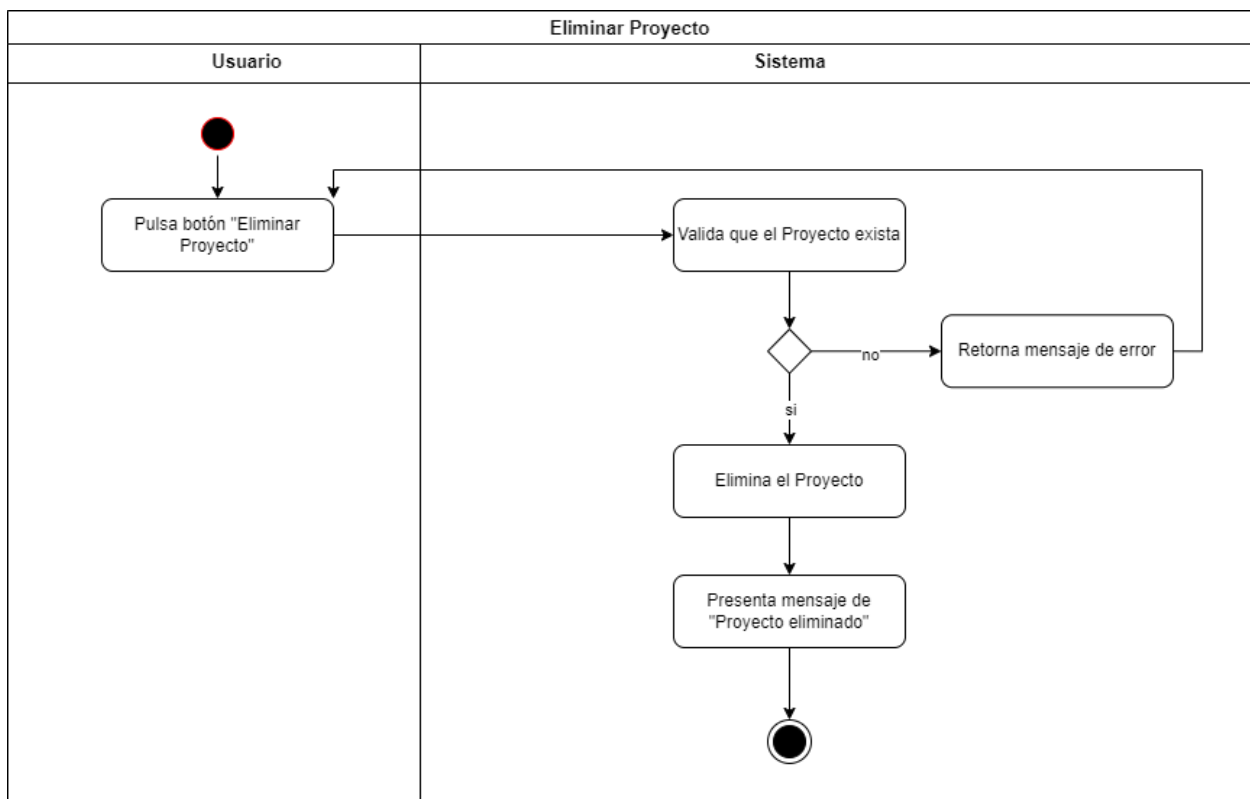 Eliminar Proyecto
Usuario
Sistema
Pulsa botón "Eliminar
Proyecto"
Valida que el Proyecto exista
no
Retorna mensaje de error
si
Elimina el Proyecto
Presenta mensaje de
"Proyecto eliminado"